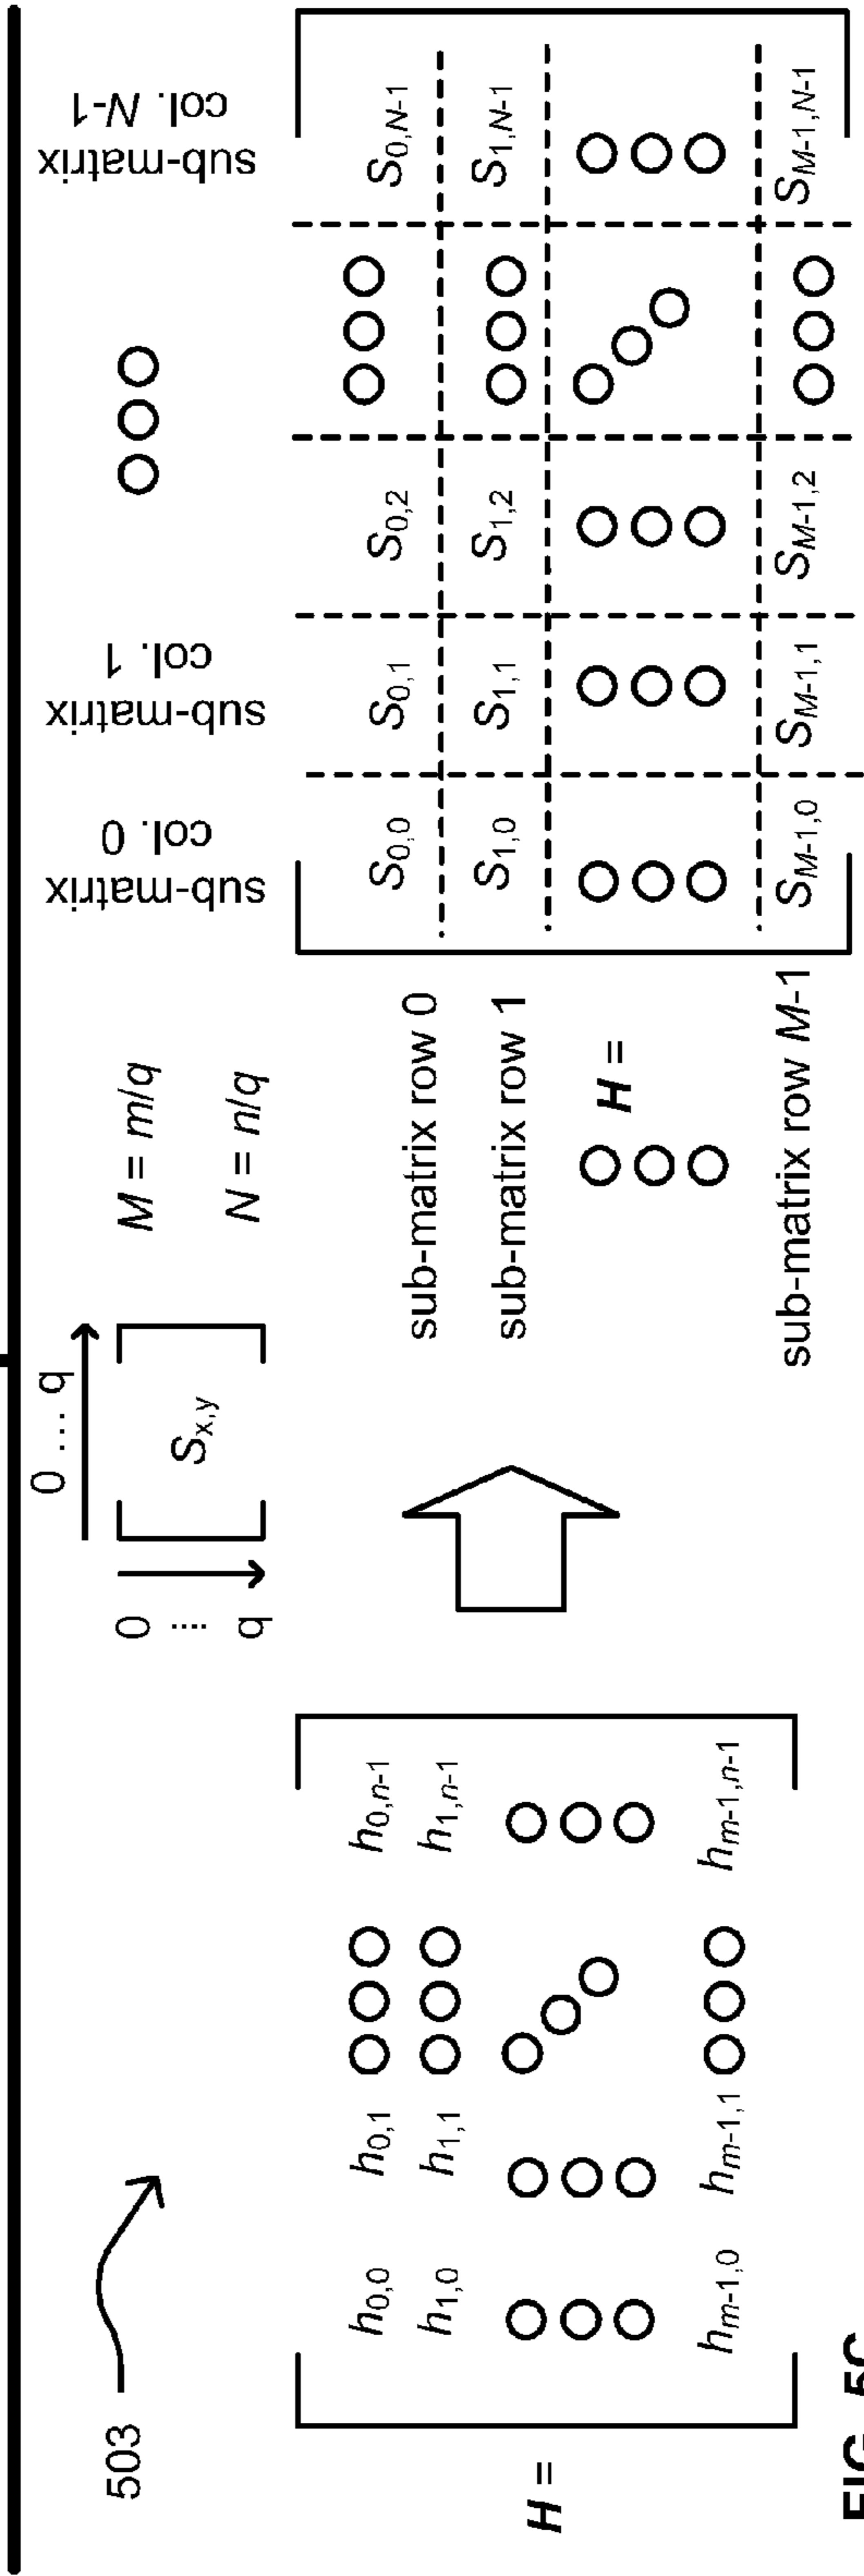 503
H =
h0,0 h0,1 h0,n-1
h1,0 h1,1 h1,n-1
hm-1,0 hm-1,1 hm-1,n-1
0 … q
0
⋮
q
Sx,y
M = m/q
N = n/q
sub-matrix col. 0
sub-matrix col. 1
sub-matrix col. N-1
sub-matrix row 0
sub-matrix row 1
H =
sub-matrix row M-1
S0,0 S0,1 S0,2 S0,N-1
S1,0 S1,1 S1,2 S1,N-1
SM-1,0 SM-1,1 SM-1,2 SM-1,N-1
FIG. 5C